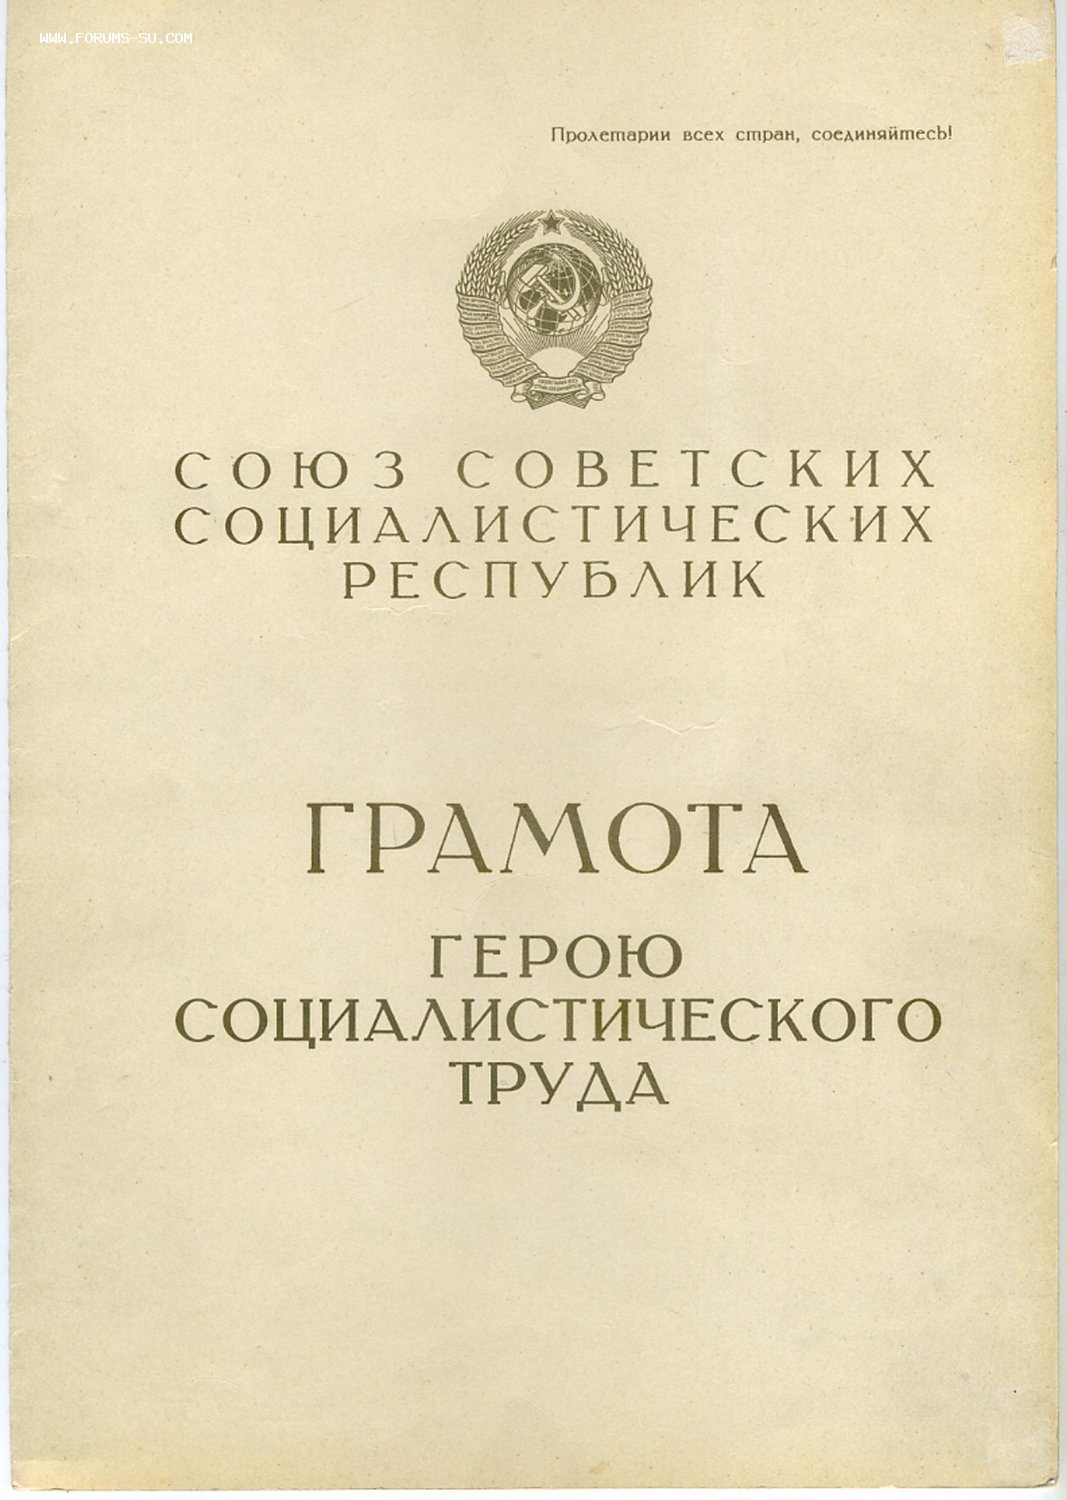 WWW.FORUMS-SU.COM
Пролетарии всех стран, соединяйтесь!
СОЮЗ СОВЕТСКИХ
СОЦИАЛИСТИЧЕСКИХ
РЕСПУБЛИК
ГРАМОТА
ГЕРОЮ
СОЦИАЛИСТИЧЕСКОГО
ТРУДА